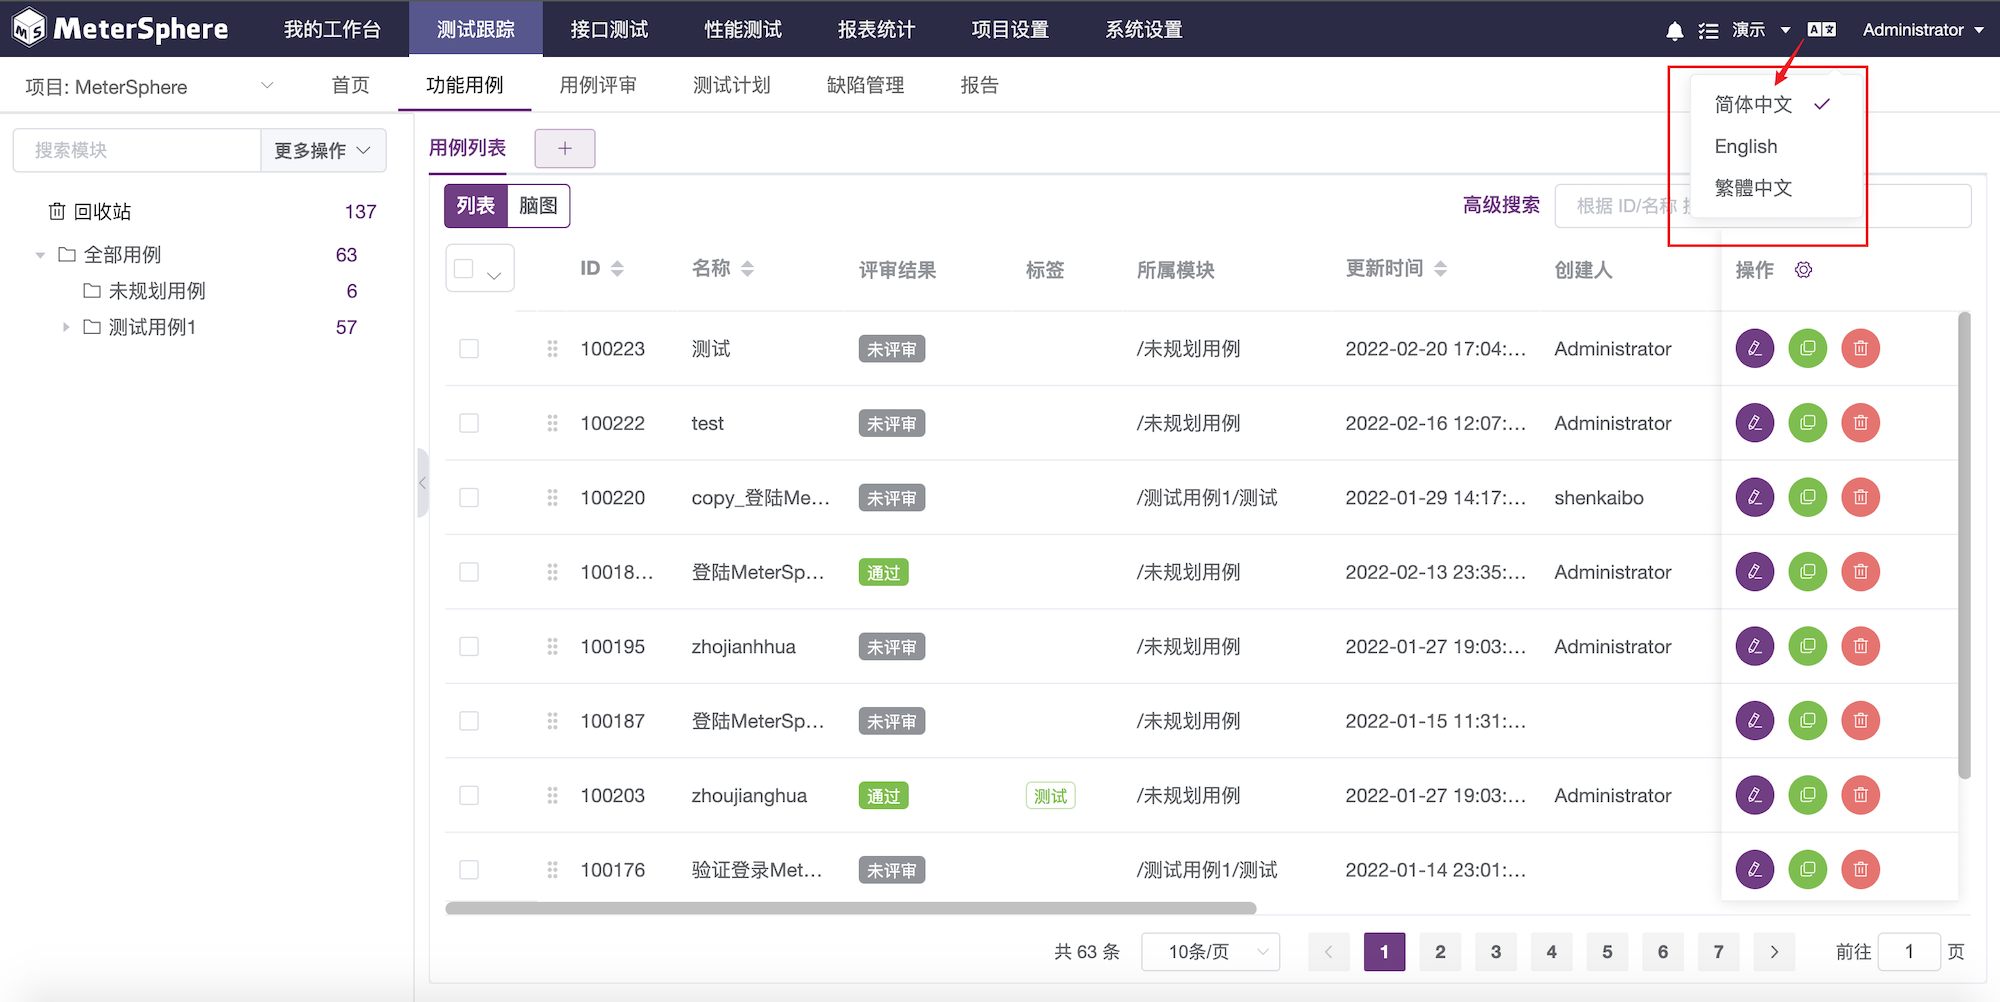 MeterSphere 我的工作台 测试跟踪 接口测试 性能测试 报表统计 项目设置 系统设置 演示 Administrator
项目: MeterSphere 首页 功能用例 用例评审 测试计划 缺陷管理 报告
简体中文
English
繁體中文
搜索模块 更多操作
回收站 137
全部用例 63
未规划用例 6
测试用例1 57
用例列表 +
列表 脑图 高级搜索 根据 ID/名称
ID 名称 评审结果 标签 所属模块 更新时间 创建人 操作
100223 测试 未评审 /未规划用例 2022-02-20 17:04:... Administrator
100222 test 未评审 /未规划用例 2022-02-16 12:07:... Administrator
100220 copy_登陆Me... 未评审 /测试用例1/测试 2022-01-29 14:17:... shenkaibo
10018... 登陆MeterSp... 通过 /未规划用例 2022-02-13 23:35:... Administrator
100195 zhojianhhua 未评审 /未规划用例 2022-01-27 19:03:... Administrator
100187 登陆MeterSp... 未评审 /未规划用例 2022-01-15 11:31:...
100203 zhoujianghua 通过 测试 /未规划用例 2022-01-27 19:03:... Administrator
100176 验证登录Met... 未评审 /测试用例1/测试 2022-01-14 23:01:...
共 63 条 10条/页 1 2 3 4 5 6 7 前往 1 页